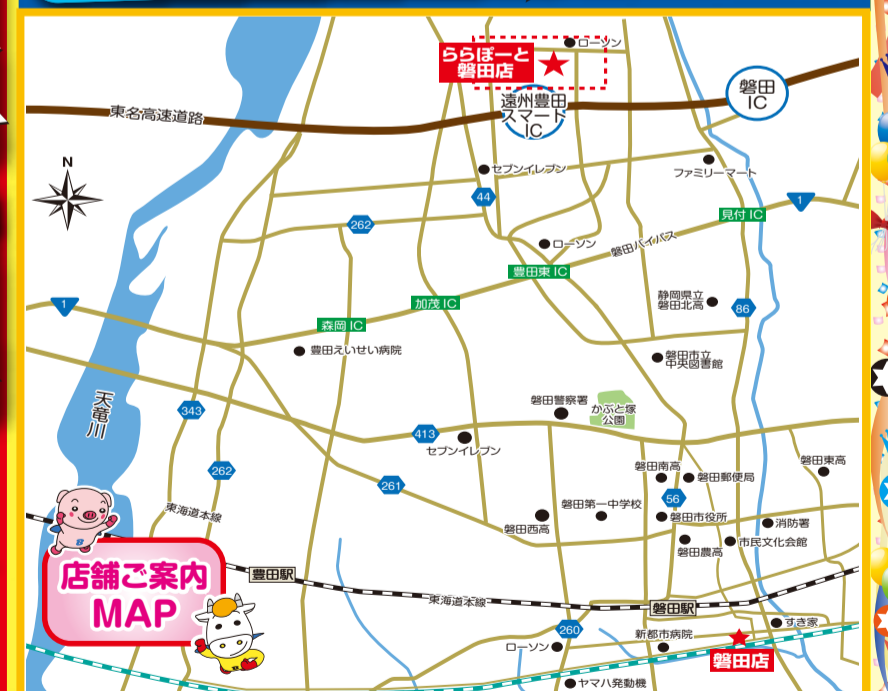 ローソン
ららぽーと
磐田店
磐田
IC
遠州豊田
スマート
IC
東名高速道路
N
セブンイレブン
ファミリーマート
44
1
見付 IC
262
ローソン
磐田バイパス
豊田東 IC
静岡県立
磐田北高
1
加茂 IC
86
森岡 IC
豊田えいせい病院
磐田市立
中央図書館
天竜川
343
磐田警察署
かぶと塚
公園
413
セブンイレブン
262
261
磐田南高
磐田郵便局
磐田東高
56
東海道本線
磐田第一中学校
磐田西高
磐田市役所
消防署
磐田農高
市民文化会館
8
店舗ご案内
MAP
豊田駅
東海道本線
磐田駅
260
新都市病院
すき家
ローソン
磐田店
ヤマハ発動機